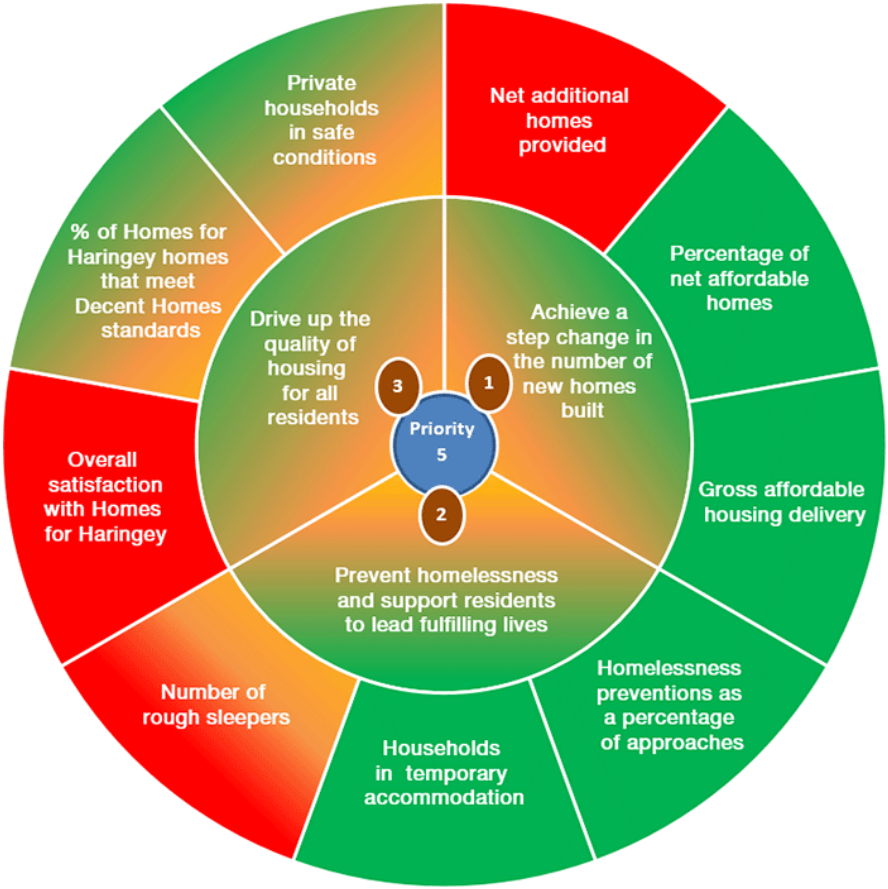 Private
households
in safe
conditions
Net additional
homes
provided
% of Homes for
Haringey homes
that meet
Decent Homes
standards
Percentage of
net affordable
homes
Drive up the
quality of
housing
for all
residents
Achieve a
step change in
the number of
new homes
built
3
1
Priority
5
2
Overall
satisfaction
with Homes
for Haringey
Gross affordable
housing delivery
Prevent homelessness
and support residents
to lead fulfilling lives
Number of
rough sleepers
Homelessness
preventions as
a percentage
of approaches
Households
in temporary
accommodation